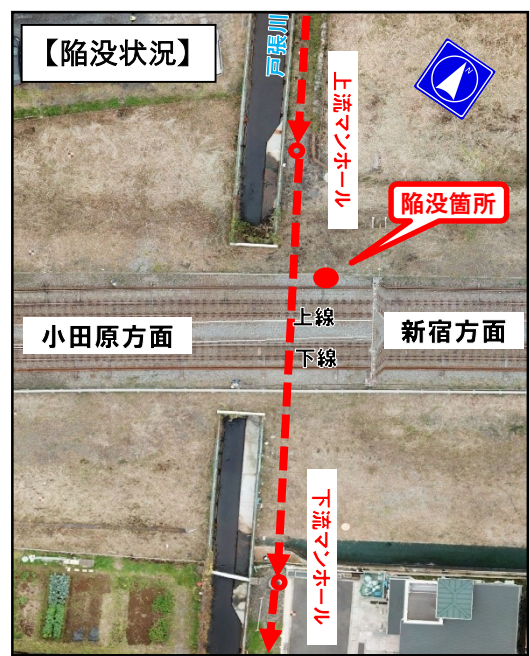 【陥没状況】
戸張川
N
上流マンホール
陥没箇所
上線
小田原方面
新宿方面
下線
下流マンホール